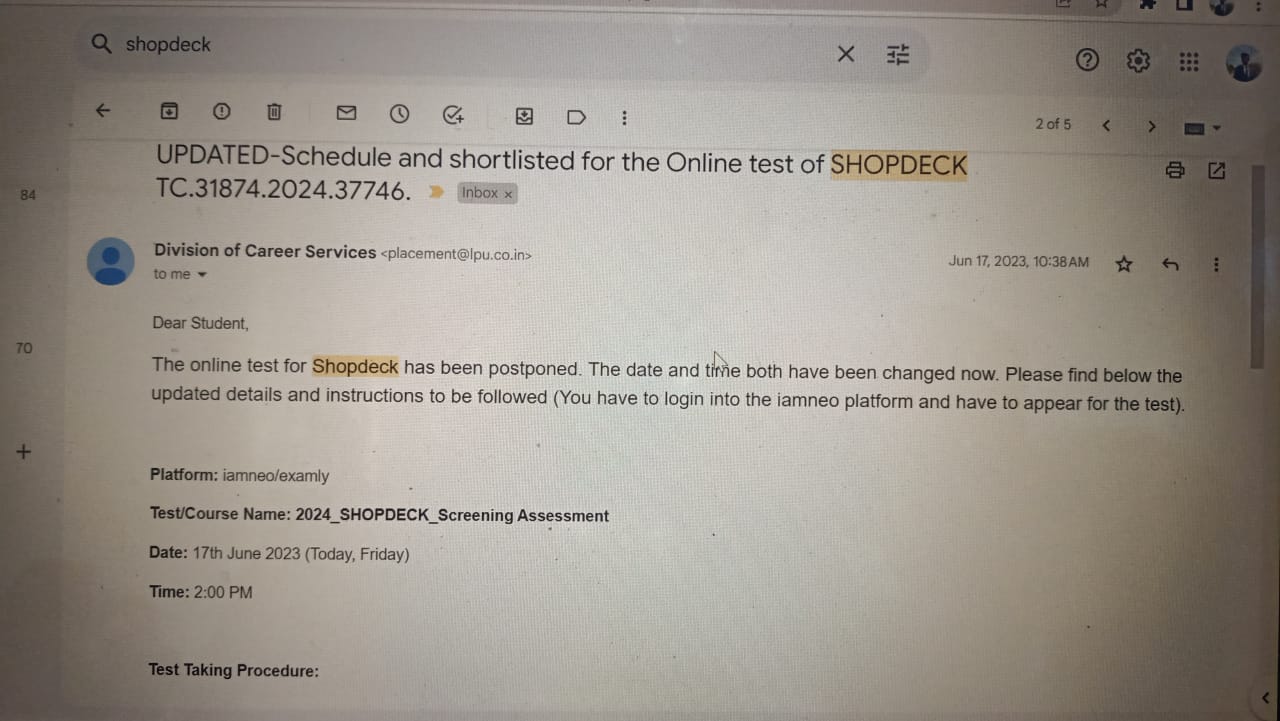 shopdeck
2 of 5
UPDATED-Schedule and shortlisted for the Online test of SHOPDECK
TC.31874.2024.37746.
Inbox ×
84
Division of Career Services <placement@lpu.co.in>
Jun 17, 2023, 10:38 AM
to me
Dear Student,
70
The online test for Shopdeck has been postponed. The date and time both have been changed now. Please find below the
updated details and instructions to be followed (You have to login into the iamneo platform and have to appear for the test).
Platform: iamneo/examly
Test/Course Name: 2024_SHOPDECK_Screening Assessment
Date: 17th June 2023 (Today, Friday)
Time: 2:00 PM
Test Taking Procedure: